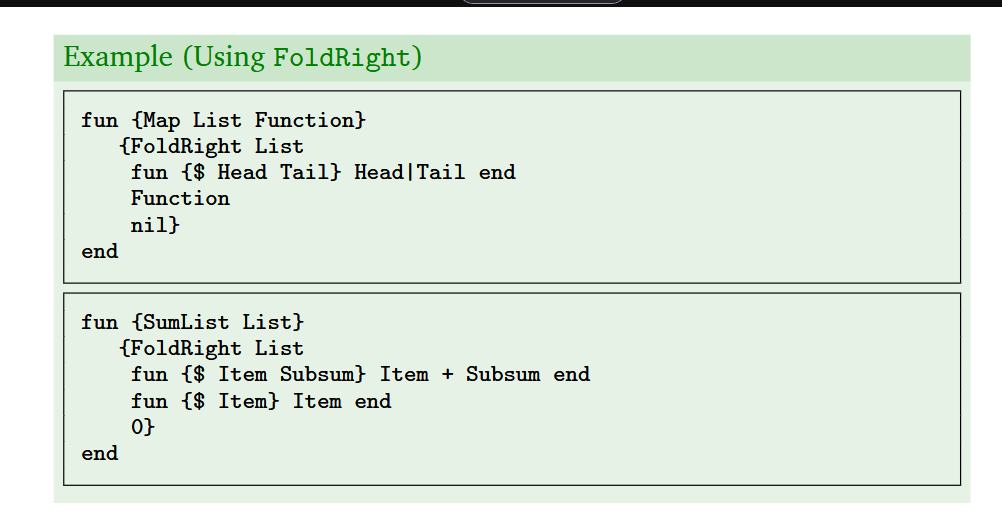 Example (Using FoldRight)
fun {Map List Function}
   {FoldRight List
    fun {$ Head Tail} Head|Tail end
    Function
    nil}
end
fun {SumList List}
   {FoldRight List
    fun {$ Item Subsum} Item + Subsum end
    fun {$ Item} Item end
    0}
end